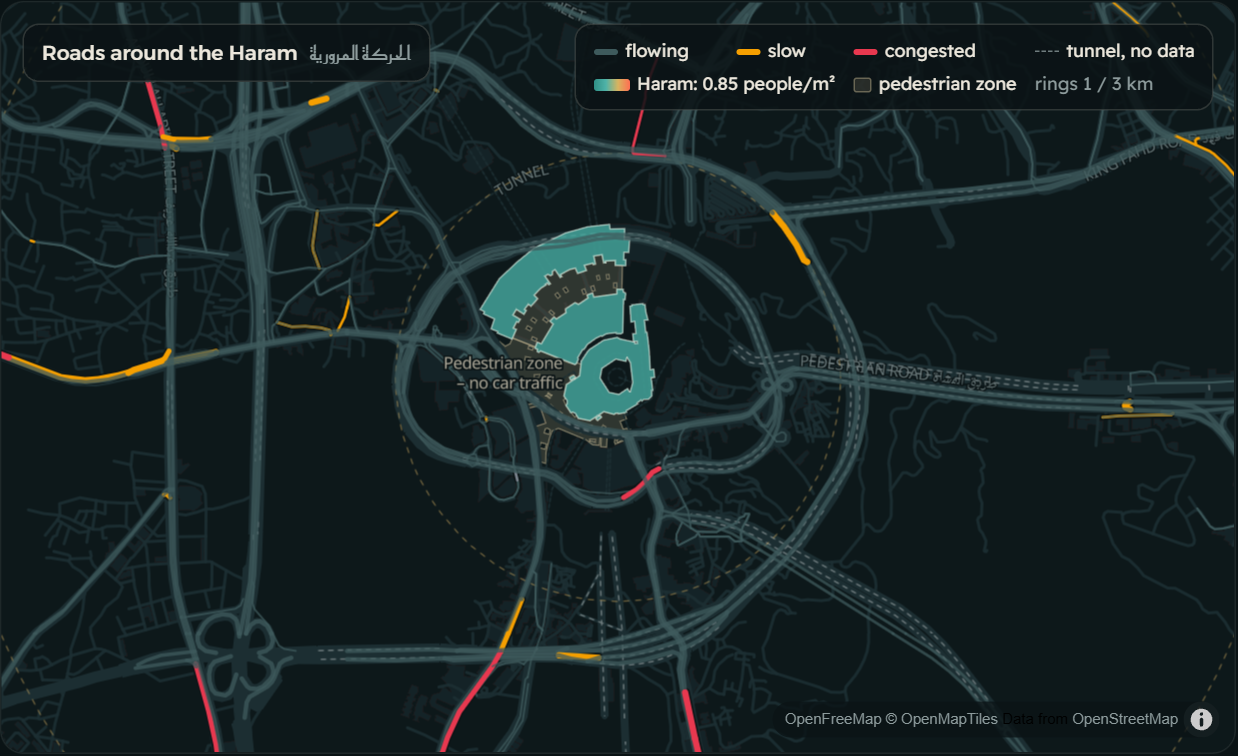 Roads around the Haram الحركة المرورية
flowing slow congested tunnel, no data
Haram: 0.85 people/m² pedestrian zone rings 1 / 3 km
STREET
STREET
TUNNEL
KING FAHD
Pedestrian zone
– no car traffic
PEDESTRIAN ROAD
OpenFreeMap © OpenMapTiles Data from OpenStreetMap